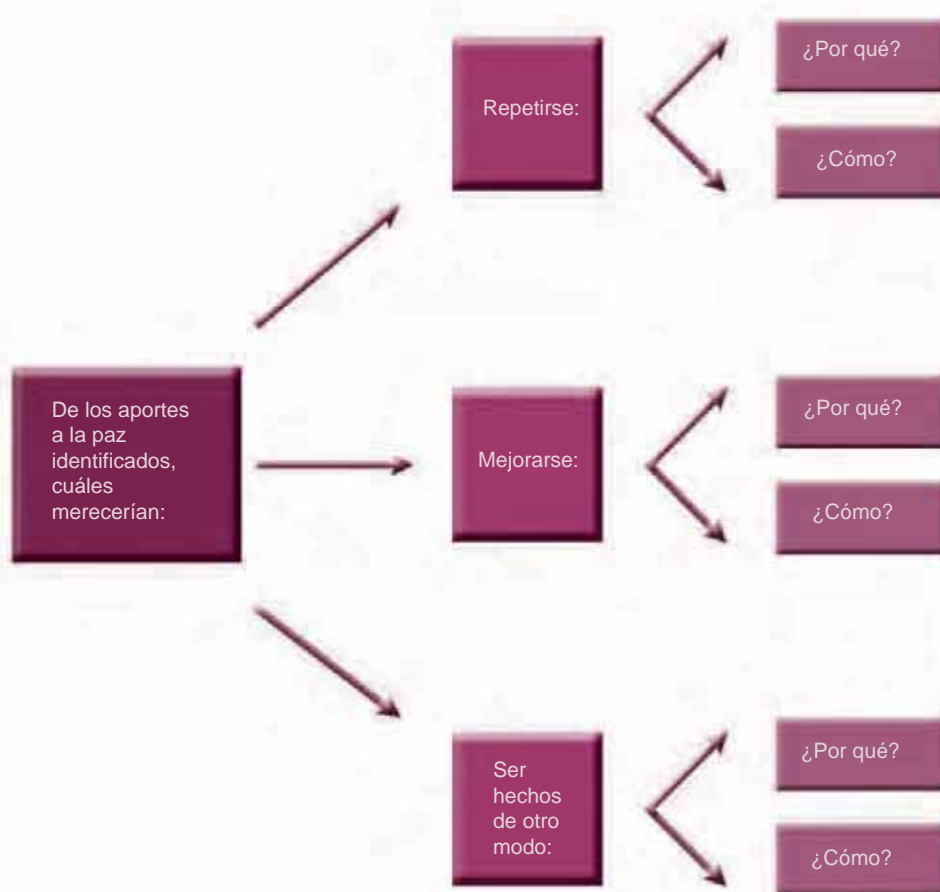 De los aportes
a la paz
identificados,
cuáles
merecerían:
Repetirse:
¿Por qué?
¿Cómo?
Mejorarse:
¿Por qué?
¿Cómo?
Ser
hechos
de otro
modo:
¿Por qué?
¿Cómo?